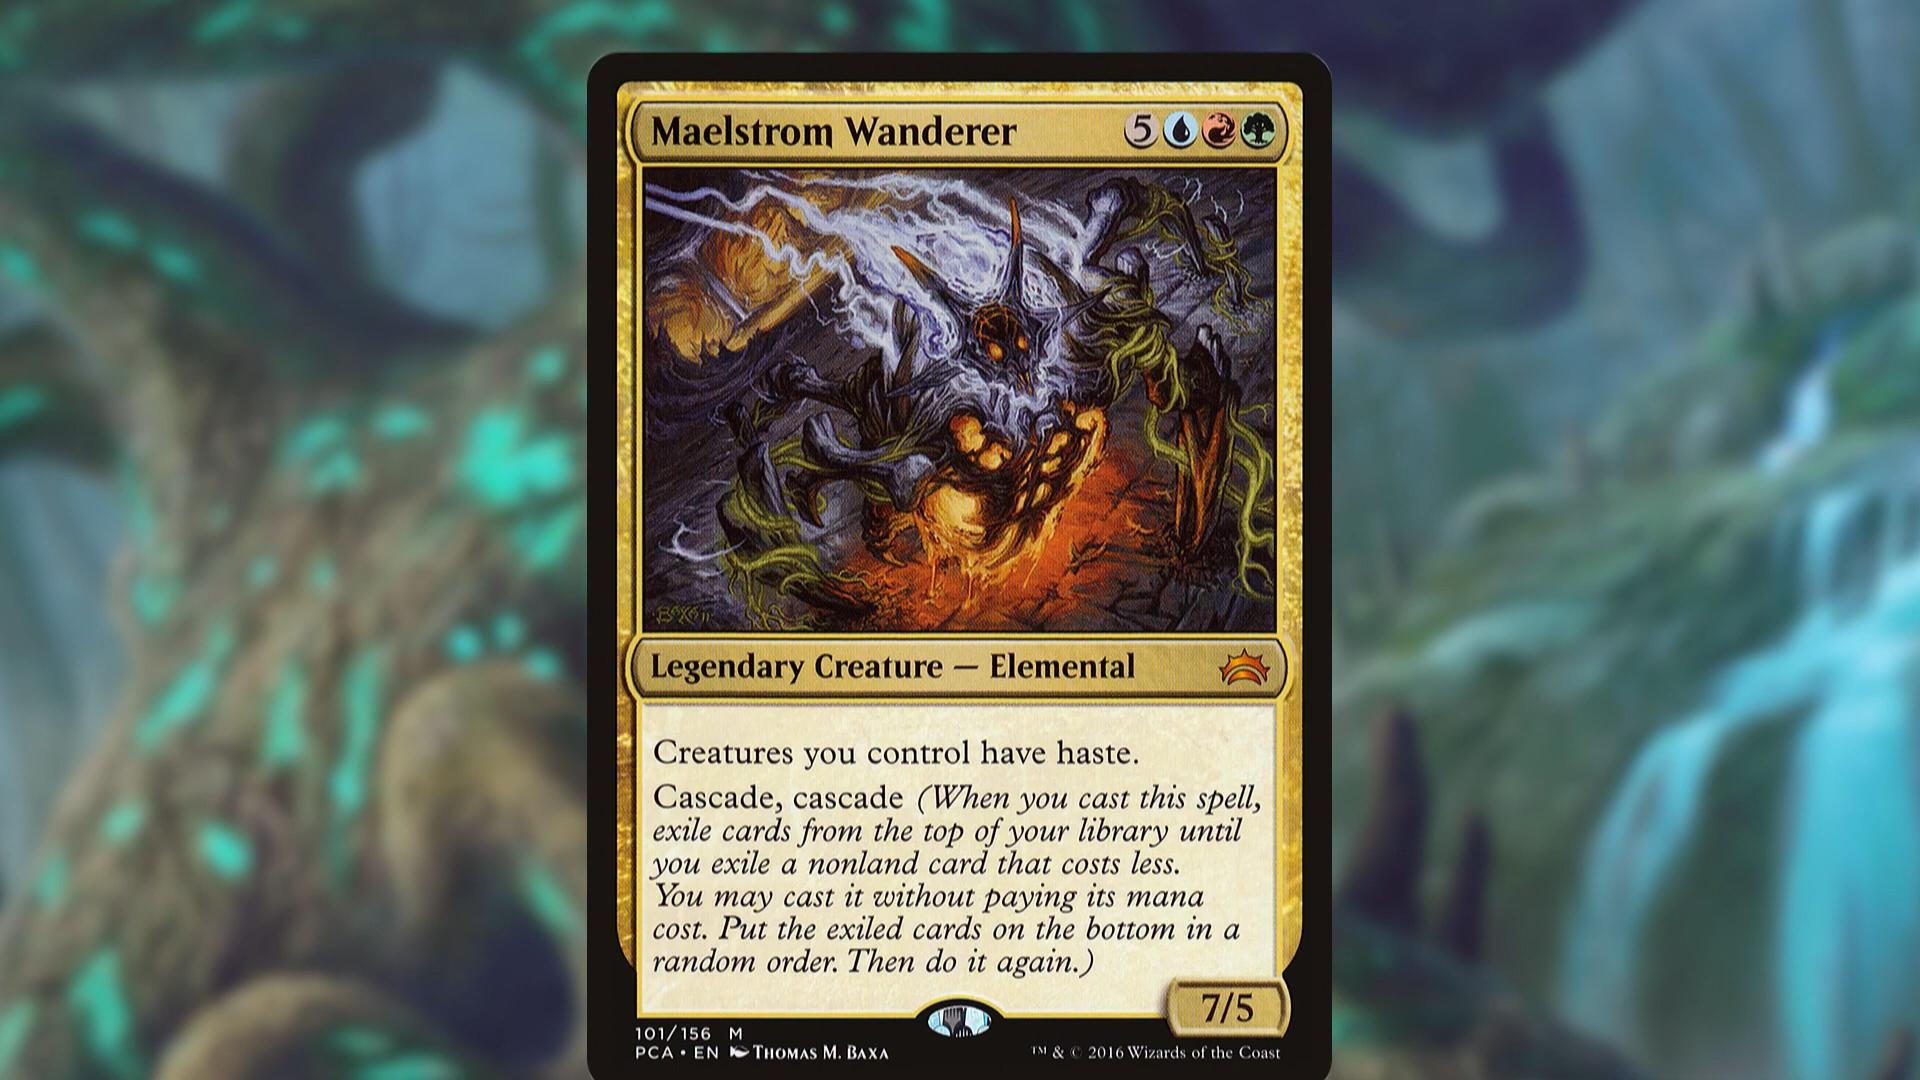 Maelstrom Wanderer 5
Legendary Creature — Elemental
Creatures you control have haste.
Cascade, cascade (When you cast this spell,
exile cards from the top of your library until
you exile a nonland card that costs less.
You may cast it without paying its mana
cost. Put the exiled cards on the bottom in a
random order. Then do it again.)
7/5
101/156 M
PCA • EN Thomas M. Baxa
™ & © 2016 Wizards of the Coast